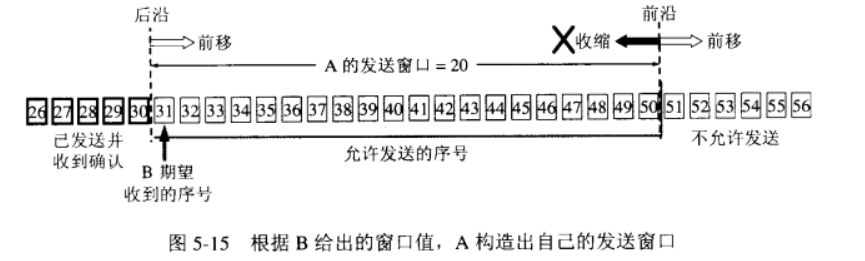 后沿 前沿
前移 收缩 前移
A 的发送窗口 = 20
26 27 28 29 30 31 32 33 34 35 36 37 38 39 40 41 42 43 44 45 46 47 48 49 50 51 52 53 54 55 56
已发送并
收到确认
B 期望
收到的序号
允许发送的序号
不允许发送
图 5-15 根据 B 给出的窗口值，A 构造出自己的发送窗口